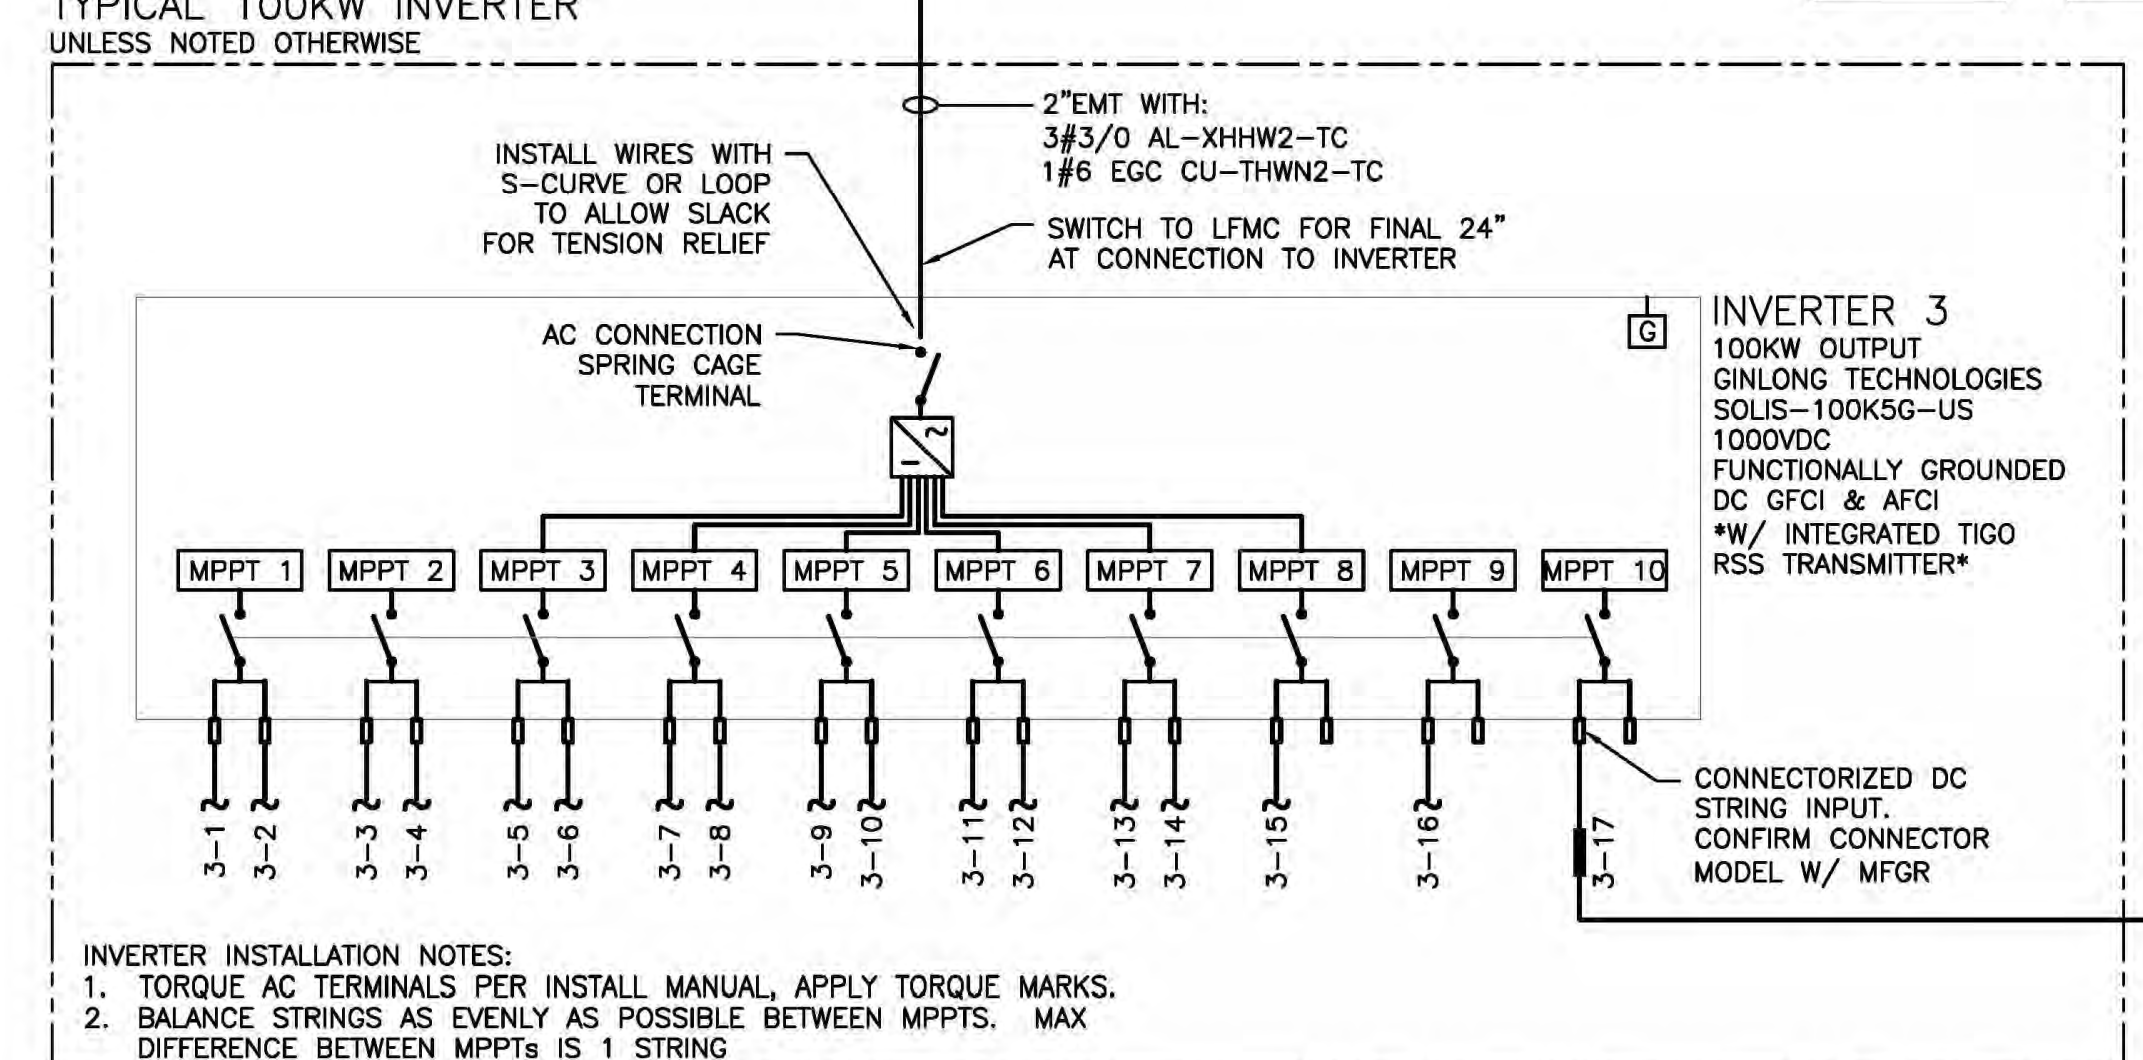 TYPICAL 100KW INVERTER
UNLESS NOTED OTHERWISE
2"EMT WITH:
3#3/0 AL-XHHW2-TC
1#6 EGC CU-THWN2-TC
INSTALL WIRES WITH
S-CURVE OR LOOP
TO ALLOW SLACK
FOR TENSION RELIEF
SWITCH TO LFMC FOR FINAL 24"
AT CONNECTION TO INVERTER
AC CONNECTION
SPRING CAGE
TERMINAL
G
INVERTER 3
100KW OUTPUT
GINLONG TECHNOLOGIES
SOLIS-100K5G-US
1000VDC
FUNCTIONALLY GROUNDED
DC GFCI & AFCI
*W/ INTEGRATED TIGO
RSS TRANSMITTER*
MPPT 1
MPPT 2
MPPT 3
MPPT 4
MPPT 5
MPPT 6
MPPT 7
MPPT 8
MPPT 9
MPPT 10
3-1
3-2
3-3
3-4
3-5
3-6
3-7
3-8
3-9
3-10
3-11
3-12
3-13
3-14
3-15
3-16
3-17
CONNECTORIZED DC
STRING INPUT.
CONFIRM CONNECTOR
MODEL W/ MFGR
INVERTER INSTALLATION NOTES:
1. TORQUE AC TERMINALS PER INSTALL MANUAL, APPLY TORQUE MARKS.
2. BALANCE STRINGS AS EVENLY AS POSSIBLE BETWEEN MPPTS. MAX
DIFFERENCE BETWEEN MPPTs IS 1 STRING